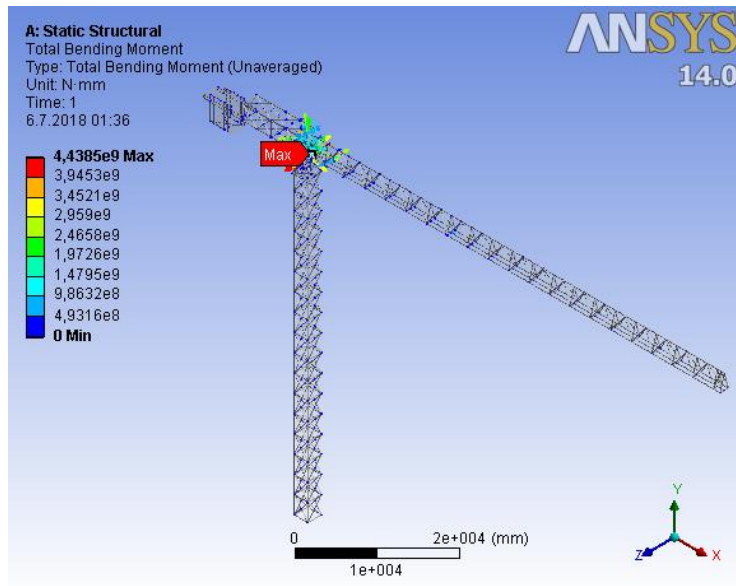 A: Static Structural
Total Bending Moment
Type: Total Bending Moment (Unaveraged)
Unit: N·mm
Time: 1
6.7.2018 01:36
ANSYS
14.0
4,4385e9 Max
3,9453e9
3,4521e9
2,959e9
2,4658e9
1,9726e9
1,4795e9
9,8632e8
4,9316e8
0 Min
Max
0 2e+004 (mm)
1e+004
Y
Z X